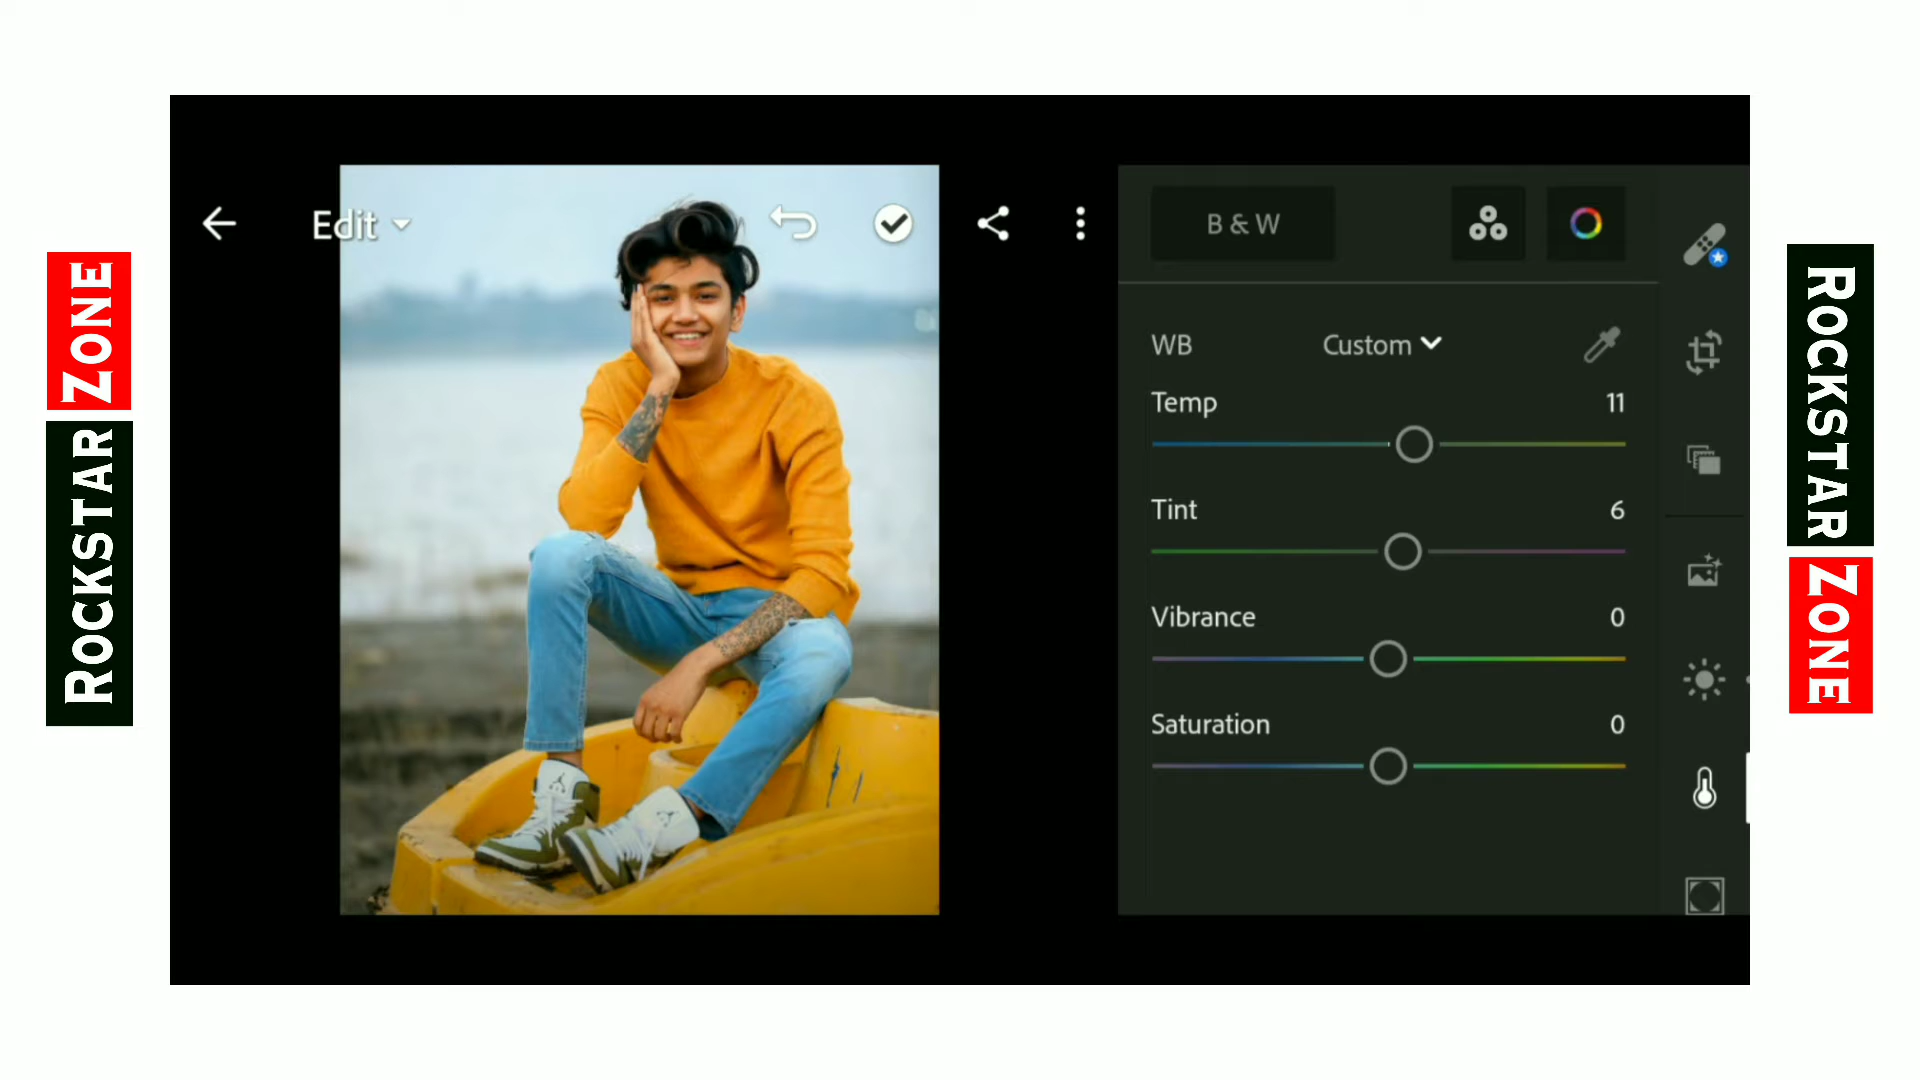 ROCKSTAR ZONE
Edit
B & W
WB Custom
Temp 11
Tint 6
Vibrance 0
Saturation 0
ROCKSTAR ZONE